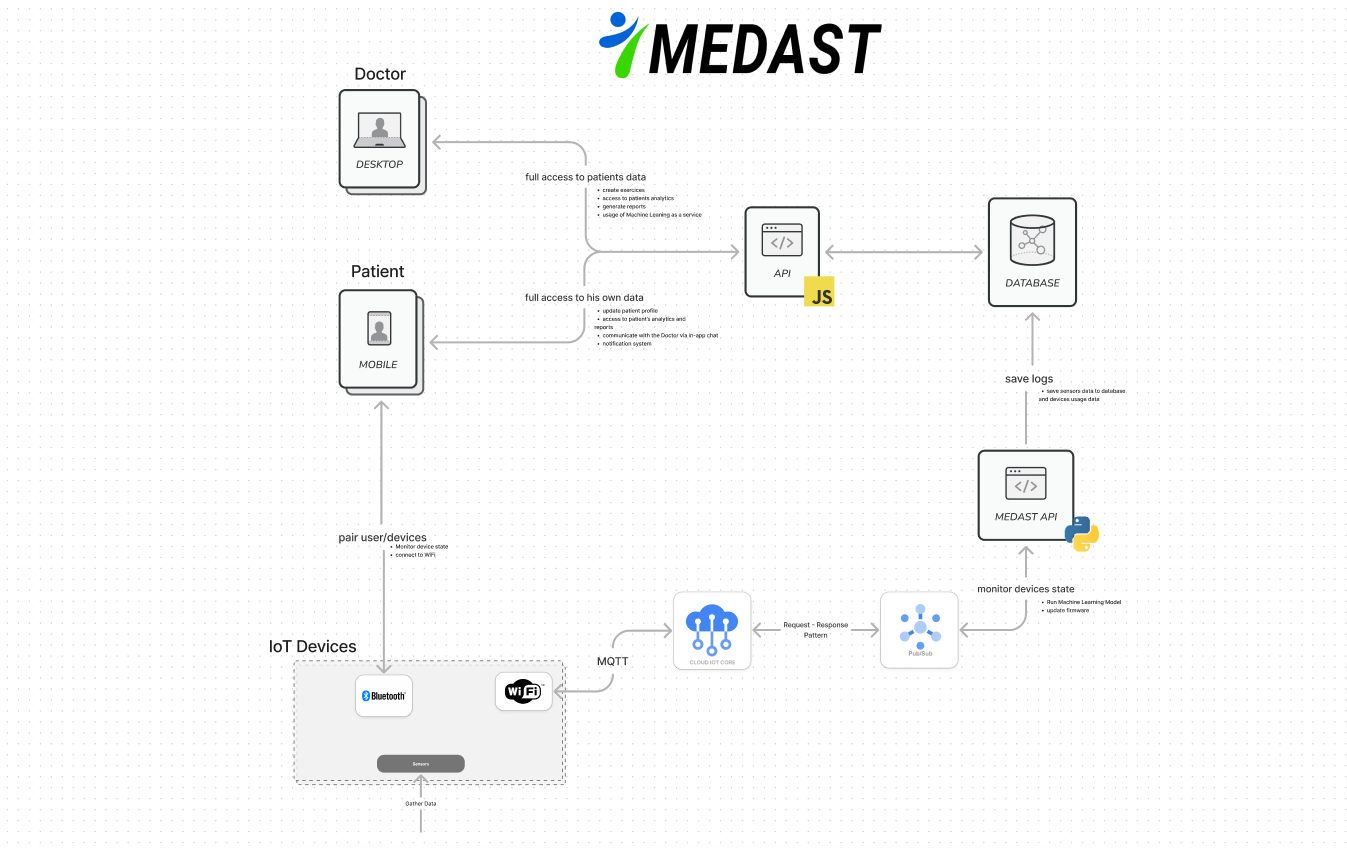 MEDAST
Doctor
DESKTOP
full access to patients data
• create exercices
• access to patients analytics
• generate reports
• usage of Machine Leaning as a service
API
JS
DATABASE
Patient
MOBILE
full access to his own data
• update patient profile
• access to patient's analytics and
reports
• communicate with the Doctor via in-app chat
• notification system
save logs
• save sensors data to database
and devices usage data
MEDAST API
pair user/devices
• Monitor device state
• connect to WiFi
monitor devices state
• Run Machine Learning Model
• update firmware
CLOUD IOT CORE
Request - Response
Pattern
Pub/Sub
IoT Devices
MQTT
Bluetooth
WiFi
Sensors
Gather Data